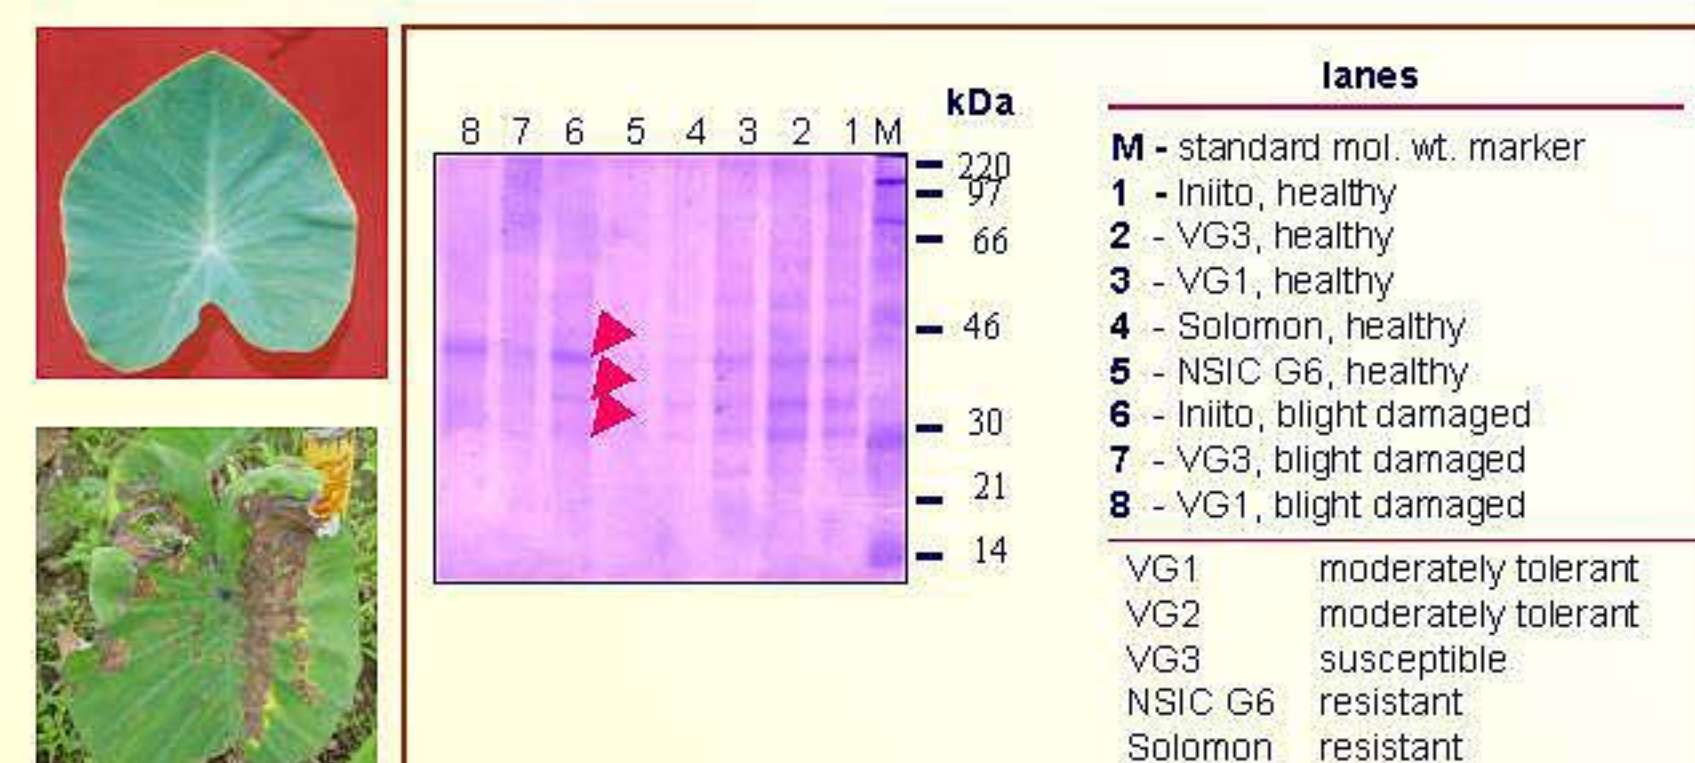 lanes
kDa
8 7 6 5 4 3 2 1 M
220
97
66
46
30
21
14
M - standard mol. wt. marker
1 - Iniito, healthy
2 - VG3, healthy
3 - VG1, healthy
4 - Solomon, healthy
5 - NSIC G6, healthy
6 - Iniito, blight damaged
7 - VG3, blight damaged
8 - VG1, blight damaged
VG1 moderately tolerant
VG2 moderately tolerant
VG3 susceptible
NSIC G6 resistant
Solomon resistant